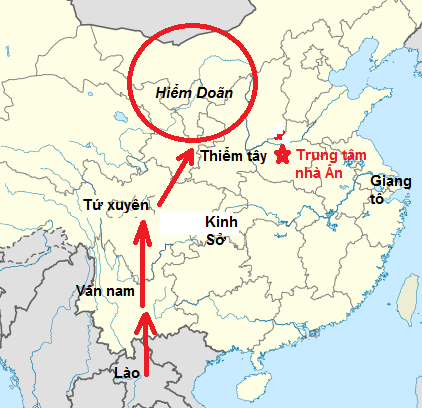 Hiểm Doãn
Thiểm tây
Trung tâm
nhà Ân
Giang
tô
Tứ xuyên
Kinh
Sở
Vân nam
Lào